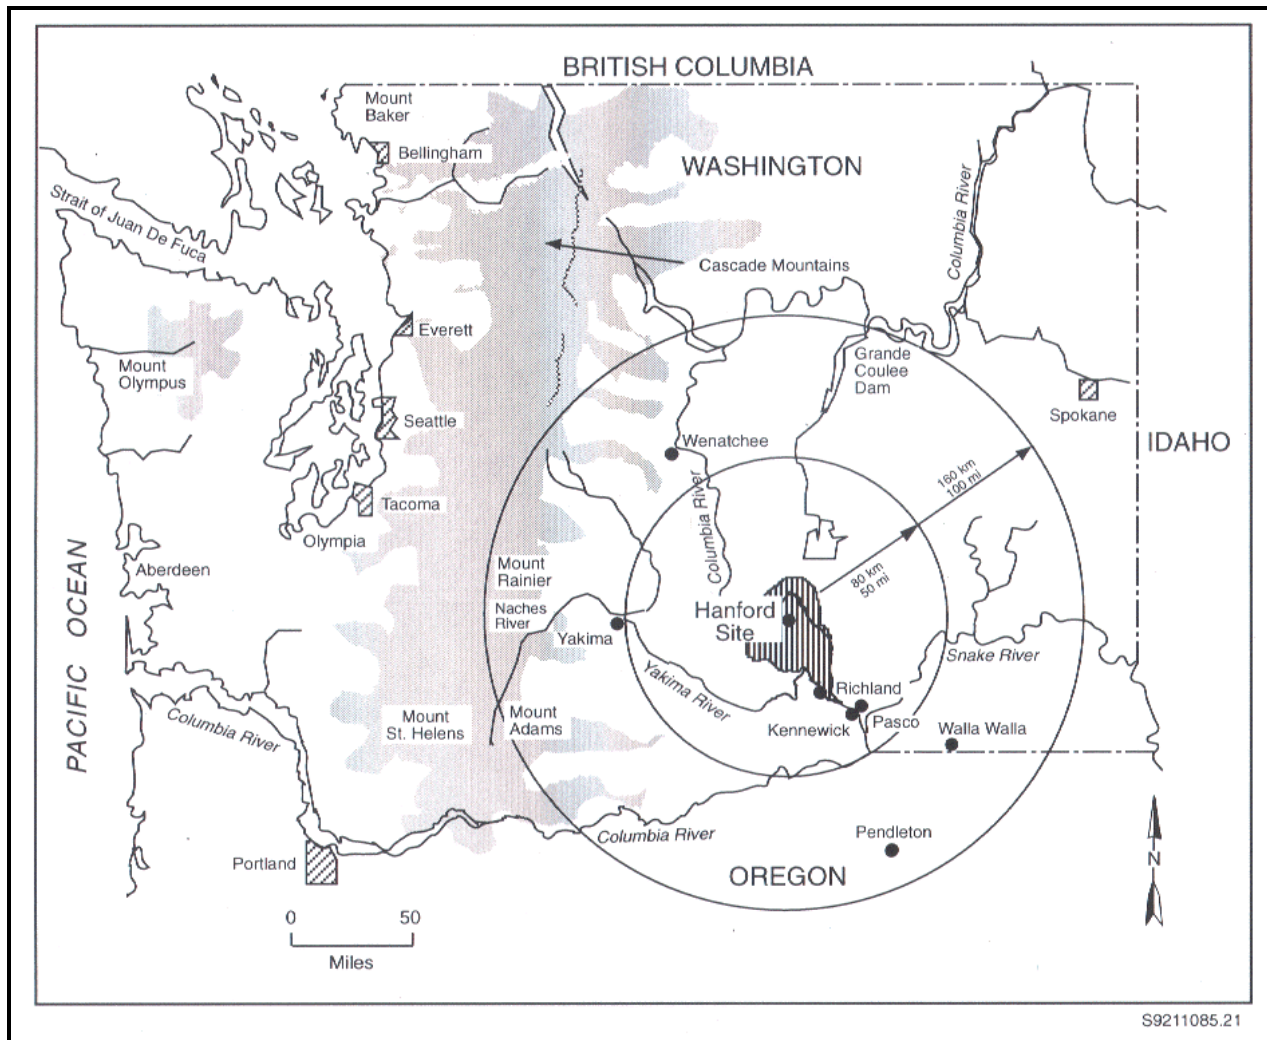 BRITISH COLUMBIA
Mount
Baker
Bellingham
WASHINGTON
Strait of Juan De Fuca
Columbia River
Cascade Mountains
Everett
Mount
Olympus
Grande
Coulee
Dam
Spokane
Seattle
Wenatchee
IDAHO
160 km
100 mi
Columbia River
Tacoma
Olympia
Mount
Rainier
Aberdeen
80 km
50 mi
PACIFIC OCEAN
Naches
River
Hanford
Site
Yakima
Snake River
Yakima River
Richland
Columbia River
Mount
St. Helens
Mount
Adams
Kennewick
Pasco
Walla Walla
Columbia River
Pendleton
Portland
OREGON
N
0 50
Miles
S9211085.21